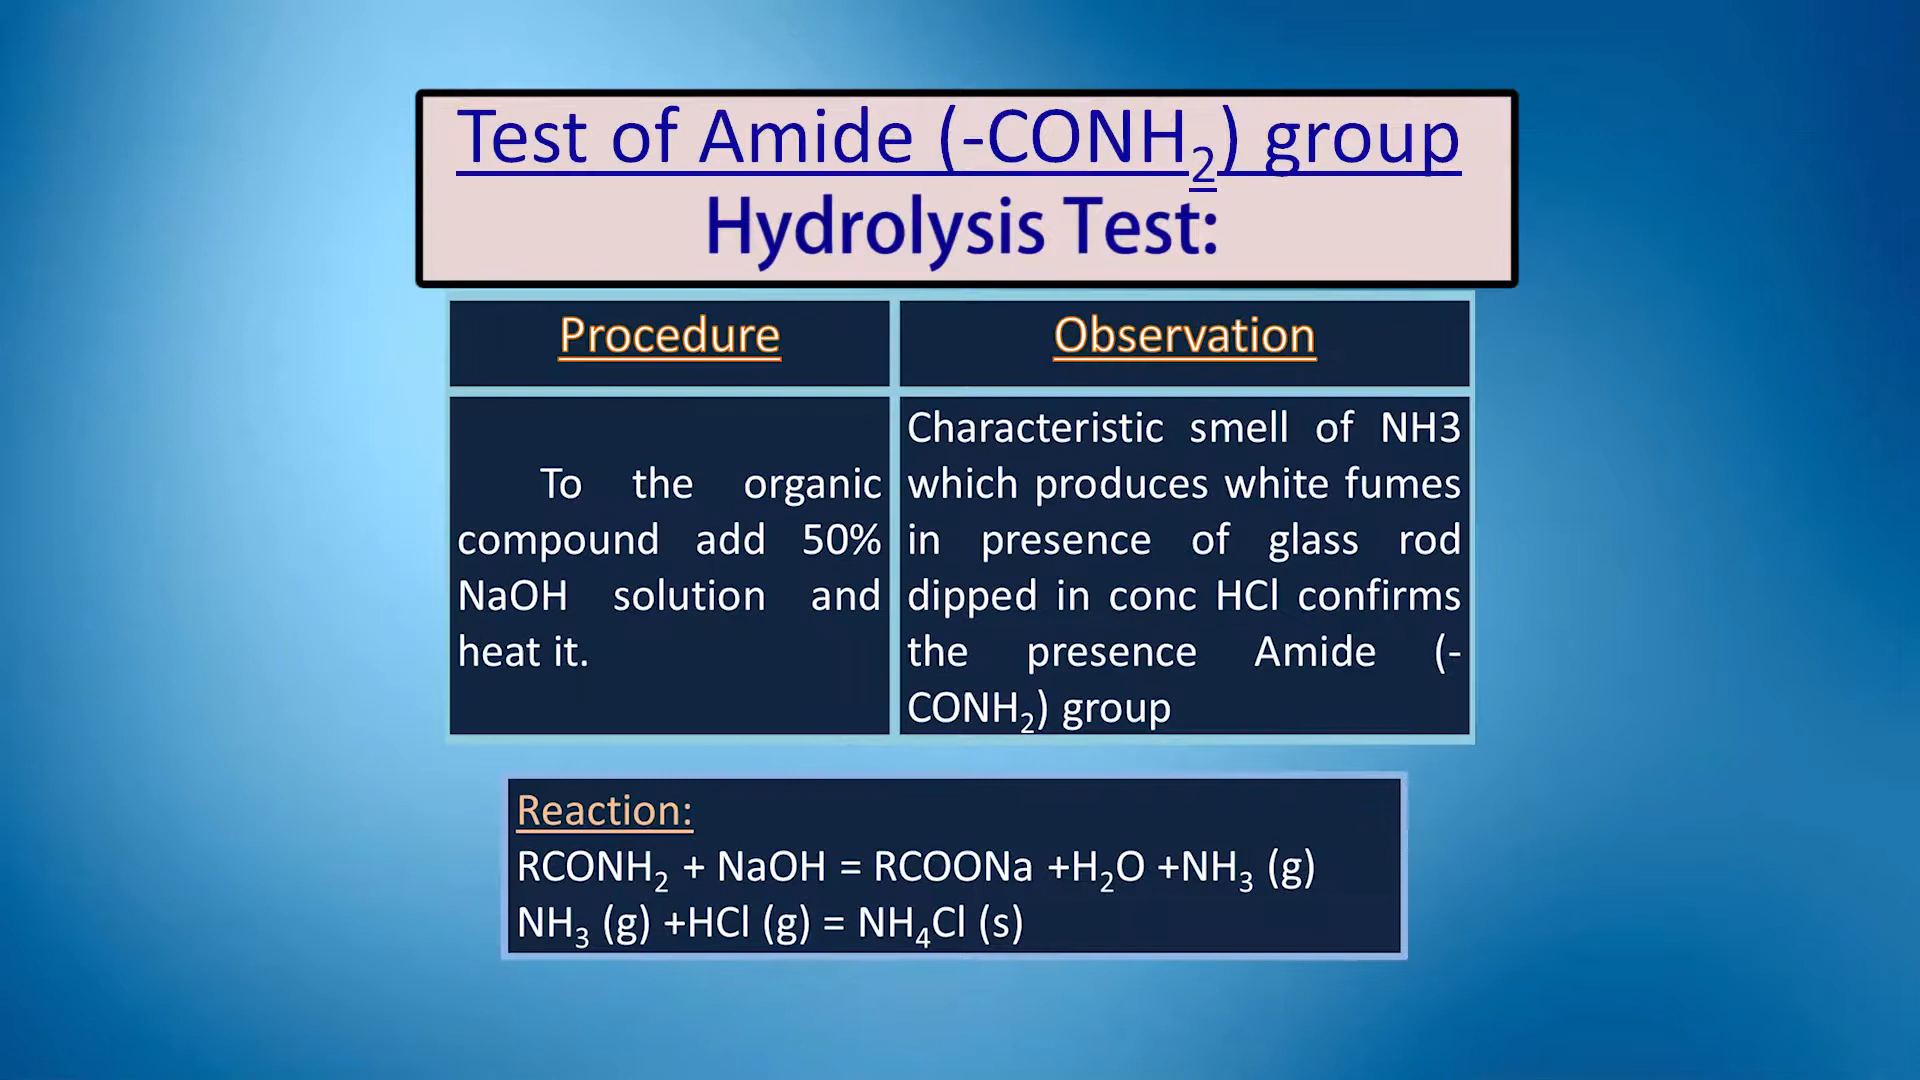 Test of Amide (-CONH₂) group
Hydrolysis Test:
Procedure
Observation
To the organic
compound add 50%
NaOH solution and
heat it.
Characteristic smell of NH3
which produces white fumes
in presence of glass rod
dipped in conc HCl confirms
the presence Amide (-
CONH₂) group
Reaction:
RCONH₂ + NaOH = RCOONa +H₂O +NH₃ (g)
NH₃ (g) +HCl (g) = NH₄Cl (s)